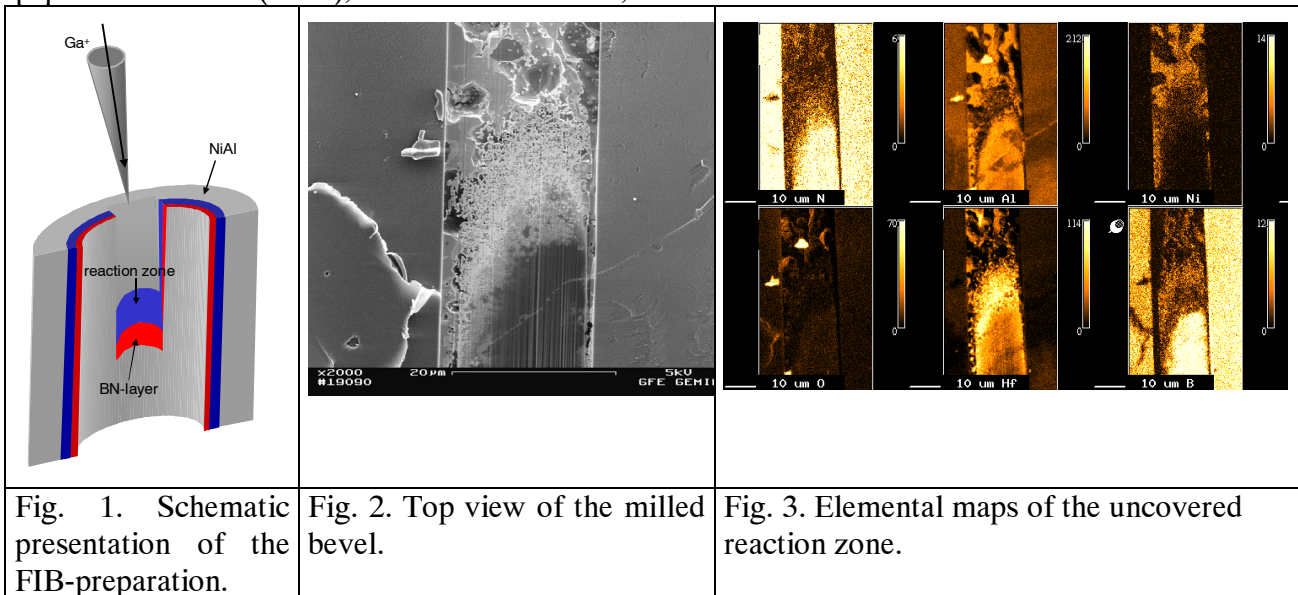 Ga+
NiAl
reaction zone
BN-layer
x2000 20µm 5kV
#19090 GFE GEMI
6
0
10 um N
212
0
10 um Al
14
0
10 um Ni
70
0
10 um O
114
0
10 um Hf
12
0
10 um B
Fig. 1. Schematic
presentation of the
FIB-preparation.
Fig. 2. Top view of the milled
bevel.
Fig. 3. Elemental maps of the uncovered
reaction zone.